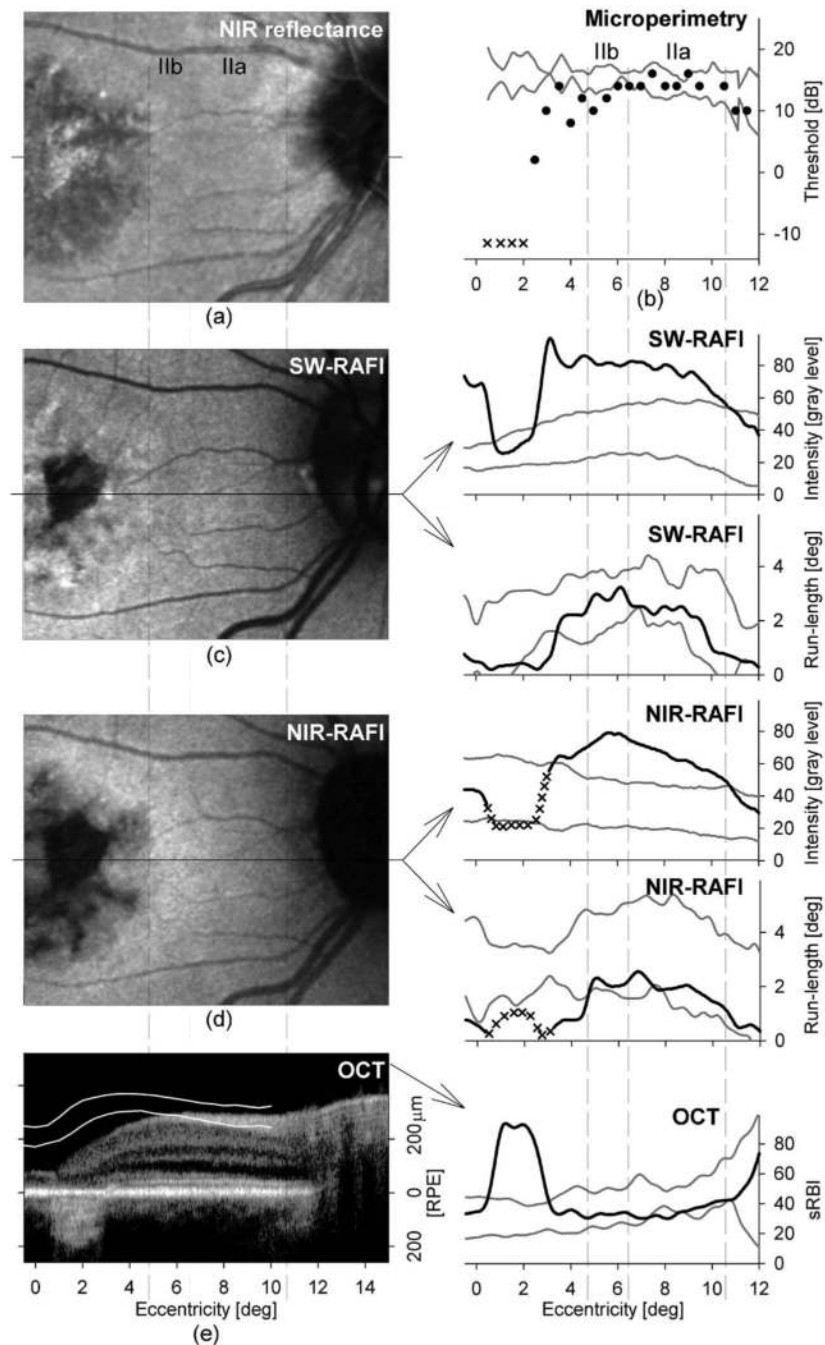 NIR reflectance
IIb IIa
(a)
Microperimetry
IIb IIa
20
10
0
-10
Threshold [dB]
0 2 4 6 8 10 12
(b)
SW-RAFI
(c)
SW-RAFI
80
60
40
20
0
Intensity [gray level]
SW-RAFI
4
2
0
Run-length [deg]
NIR-RAFI
(d)
NIR-RAFI
80
60
40
20
0
Intensity [gray level]
NIR-RAFI
4
2
0
Run-length [deg]
OCT
200 µm
0
200
[RPE]
0 2 4 6 8 10 12 14
Eccentricity [deg]
(e)
OCT
80
60
40
20
0
sRBI
0 2 4 6 8 10 12
Eccentricity [deg]